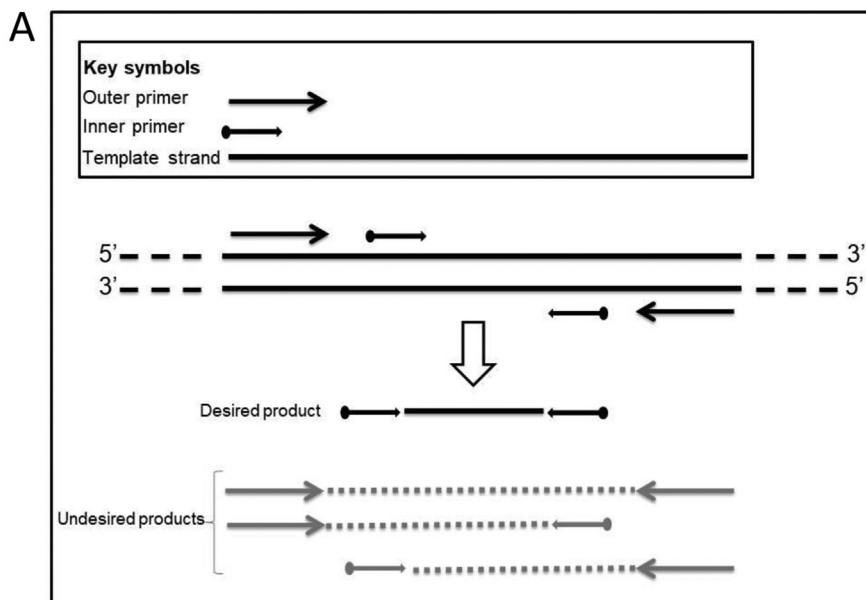 A
Key symbols
Outer primer
Inner primer
Template strand
5’ 3’
3’ 5’
Desired product
Undesired products